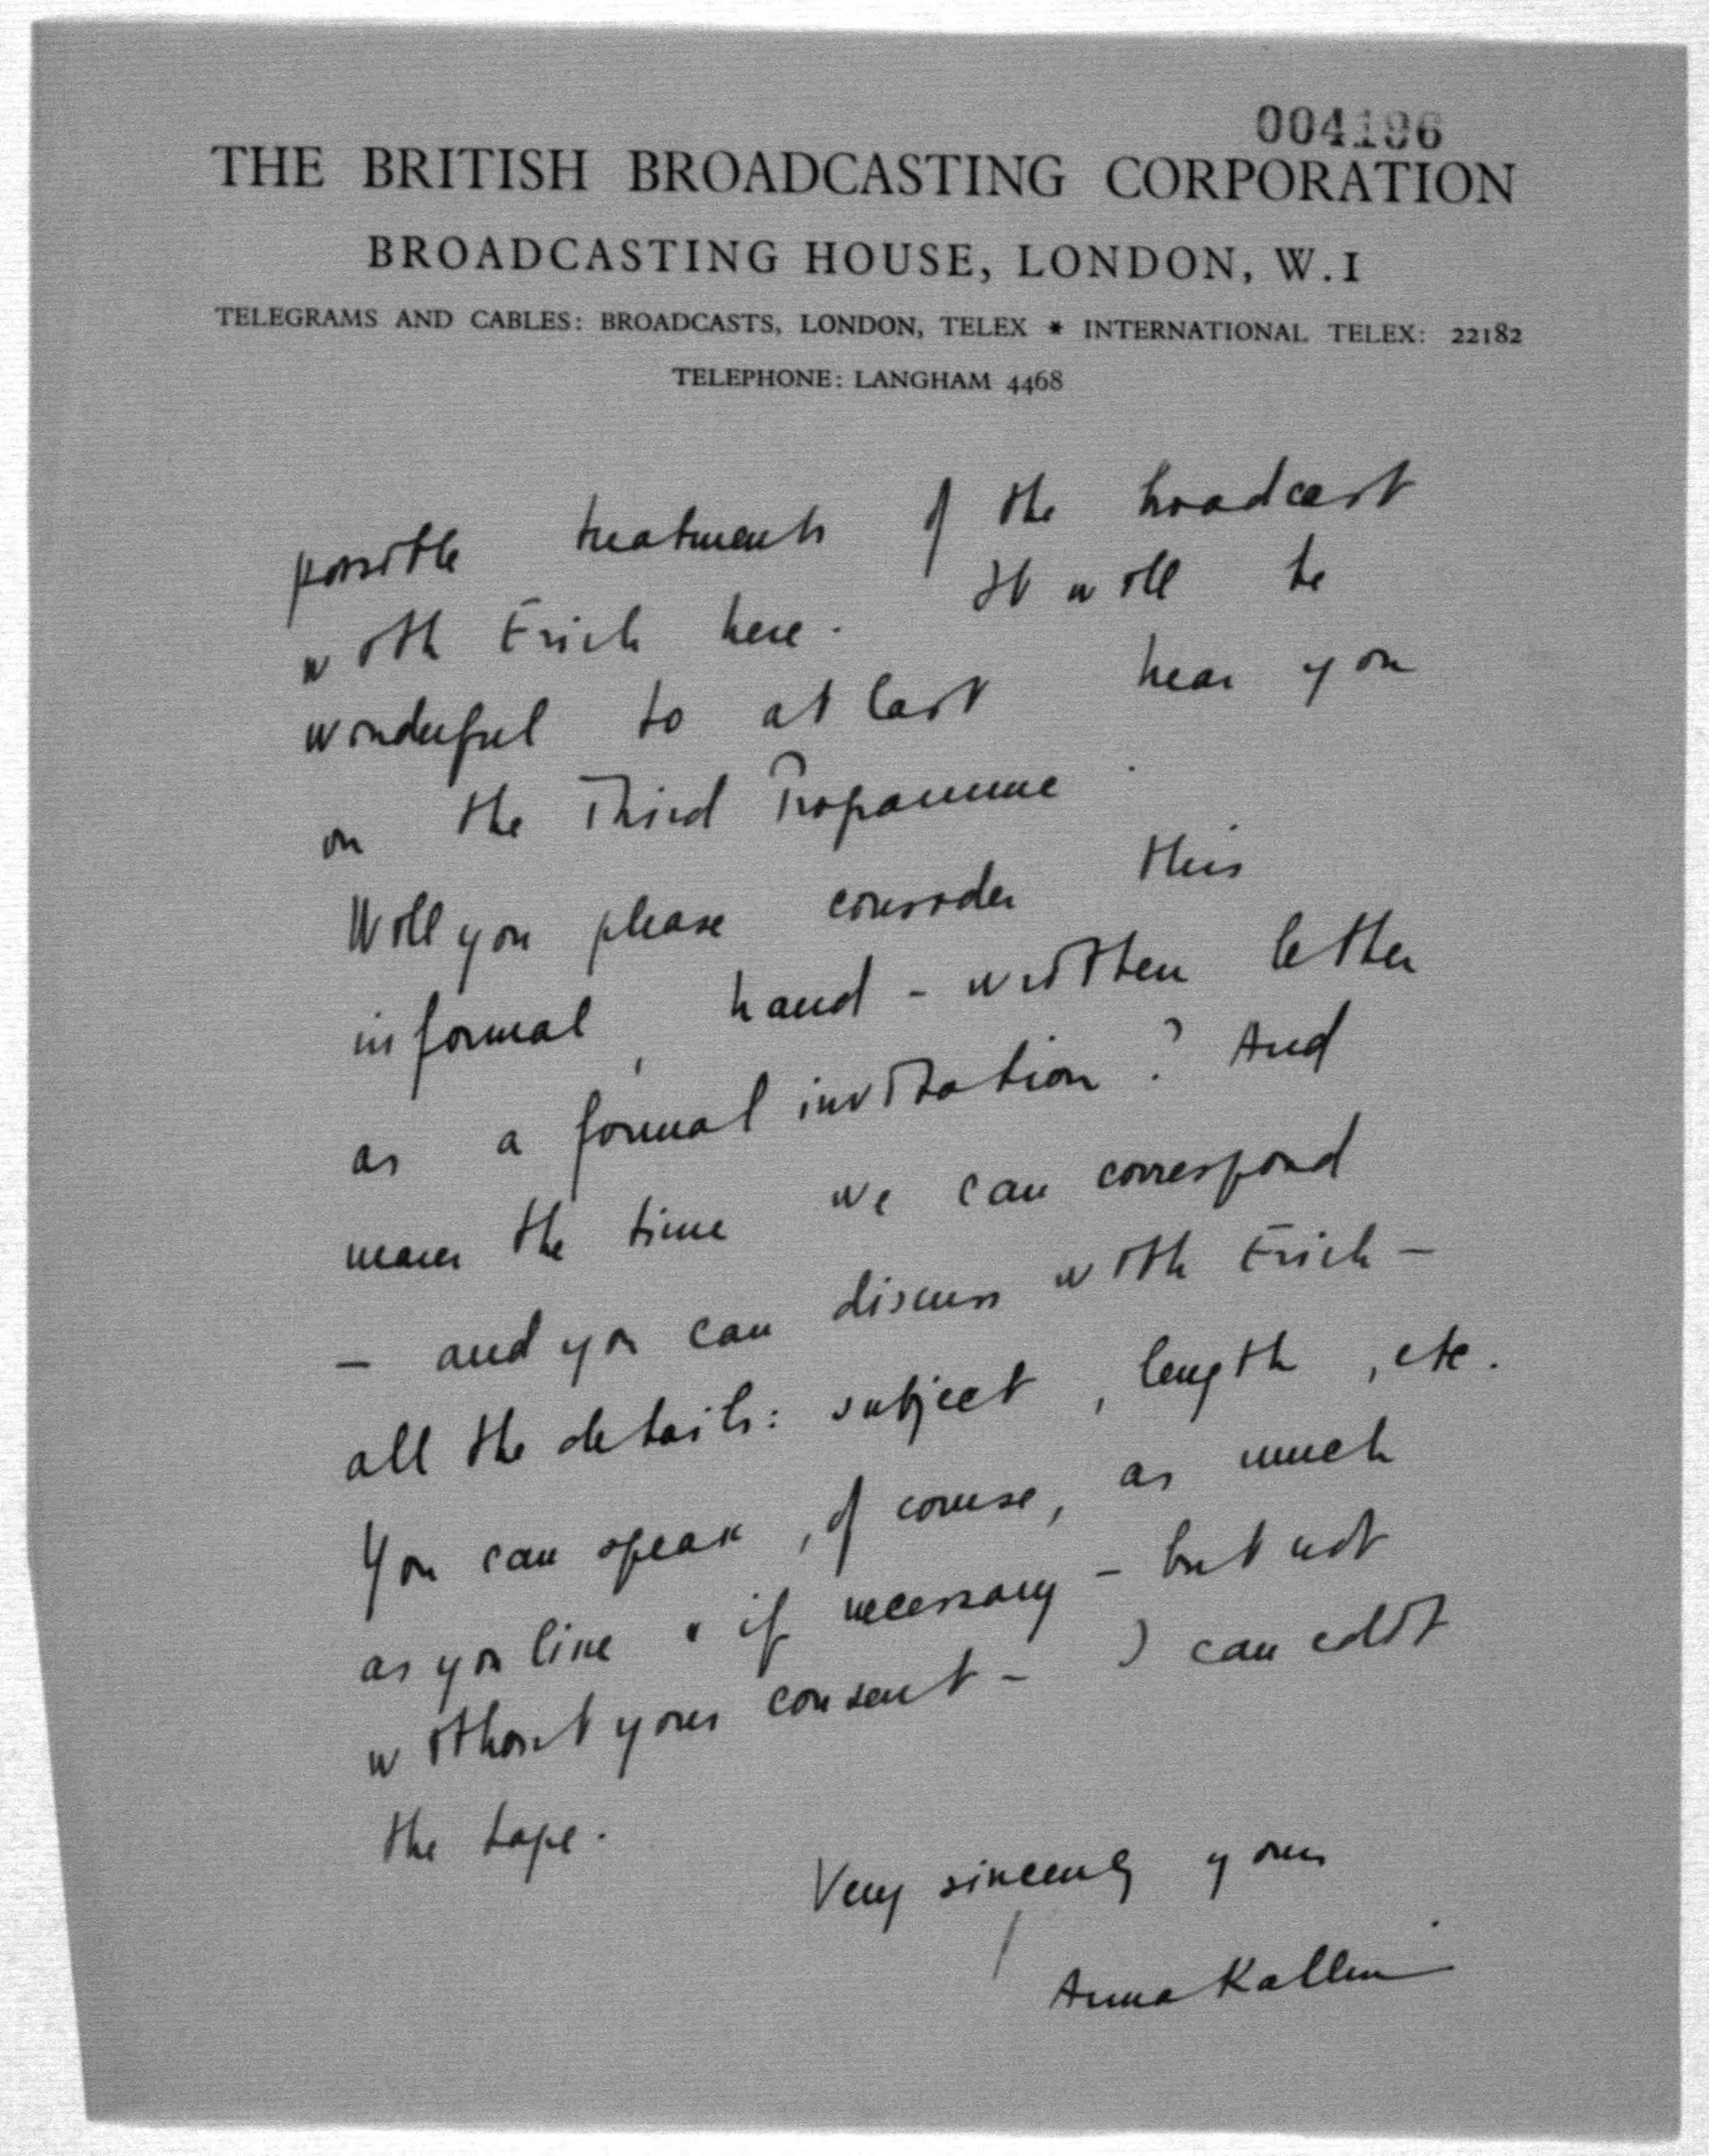 004196
THE BRITISH BROADCASTING CORPORATION
BROADCASTING HOUSE, LONDON, W.1
TELEGRAMS AND CABLES: BROADCASTS, LONDON, TELEX * INTERNATIONAL TELEX: 22182
TELEPHONE: LANGHAM 4468
possible treatments of the broadcast
with Erich here. It will be
wonderful to at last hear you
on the Third Programme.
Will you please consider this
informal, hand-written letter
as a formal invitation? And
nearer the time we can correspond
– and you can discuss with Erich –
all the details: subject, length, etc.
You can speak, of course, as much
as you like & if necessary – but not
without your consent – I can edit
the tape.
Very sincerely yours
Anna Kallin